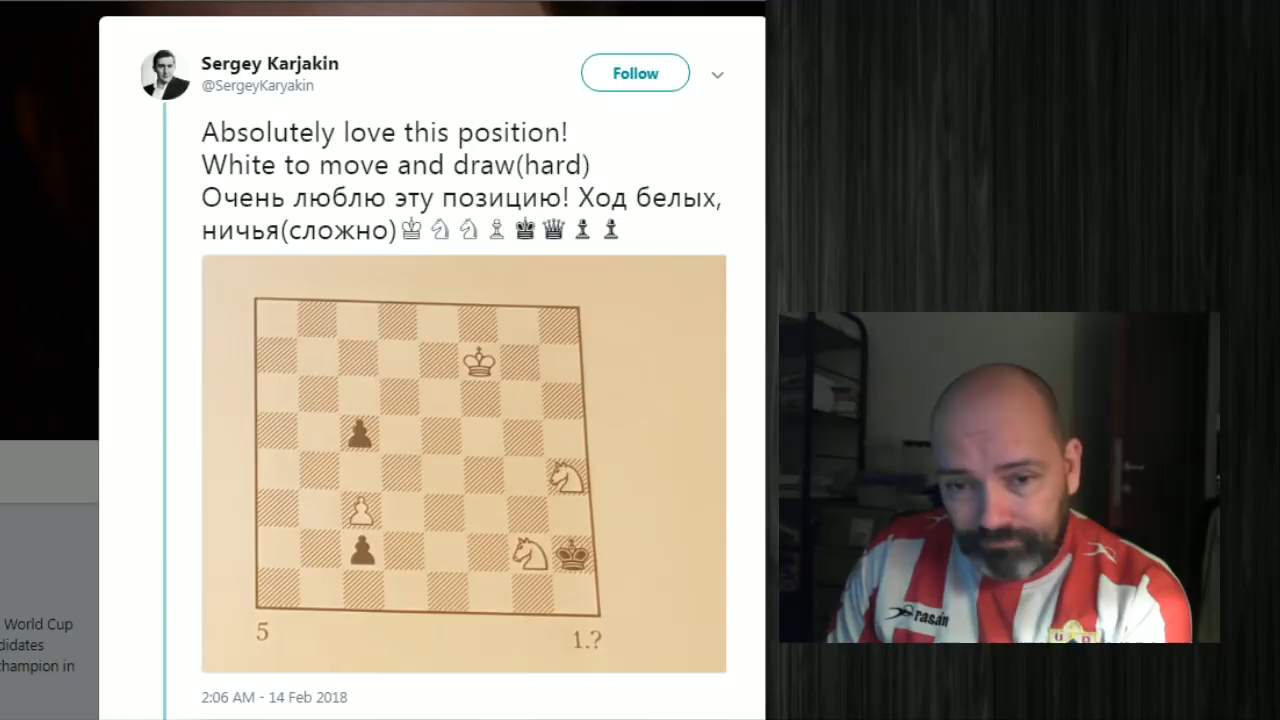 Sergey Karjakin
@SergeyKaryakin
Follow
Absolutely love this position!
White to move and draw(hard)
Очень люблю эту позицию! Ход белых,
ничья(сложно)♔♘♘♙♚♛♟♟
5
1.?
2:06 AM - 14 Feb 2018
World Cup
didates
hampion in
rasán